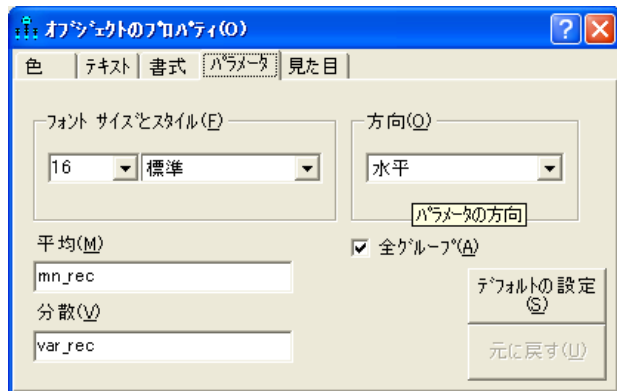 オブジェクトのプロパティ(O)
色 テキスト 書式 パラメータ 見た目
フォント サイズとスタイル(F)
方向(O)
16 標準
水平
パラメータの方向
平均(M)
全グループ(A)
mn_rec
デフォルトの設定
(S)
分散(V)
var_rec
元に戻す(U)